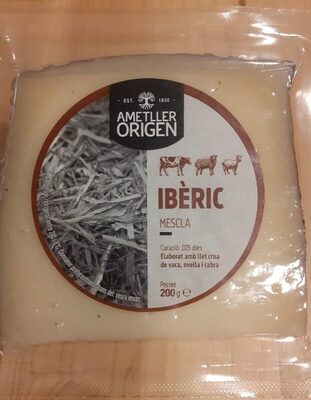 EST. 1830
AMETLLER
ORIGEN
IBÈRIC
MESCLA
Curació: 105 dies
Elaborat amb llet crua
de vaca, ovella i cabra
Pes net
200 g e